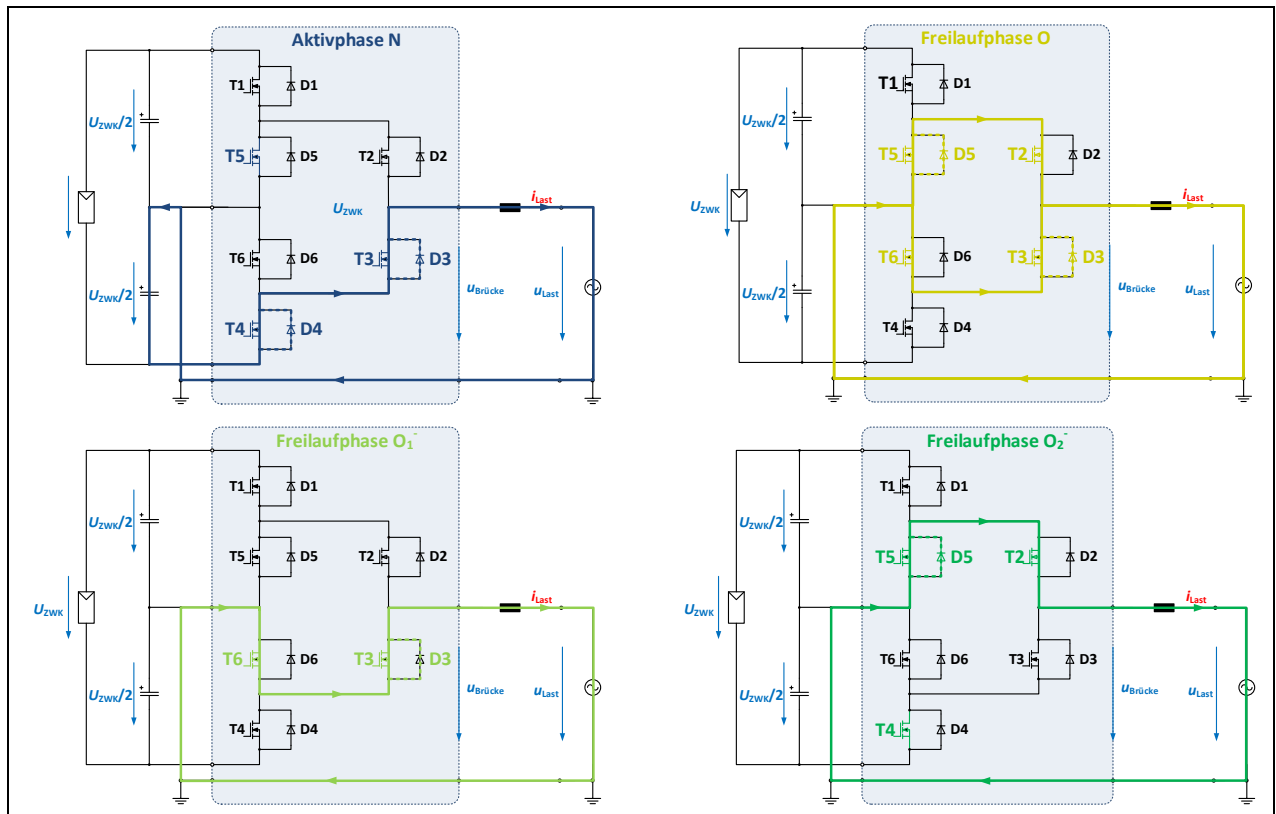 Aktivphase N
T1
D1
U_ZWK/2
T5
D5
T2
D2
U_ZWK
i_Last
T6
D6
T3
D3
U_ZWK/2
u_Brücke
u_Last
T4
D4
Freilaufphase O
T1
D1
U_ZWK/2
T5
D5
T2
D2
U_ZWK
i_Last
T6
D6
T3
D3
U_ZWK/2
u_Brücke
u_Last
T4
D4
Freilaufphase O₁⁻
T1
D1
U_ZWK/2
T5
D5
T2
D2
U_ZWK
i_Last
T6
D6
T3
D3
U_ZWK/2
u_Brücke
u_Last
T4
D4
Freilaufphase O₂⁻
T1
D1
U_ZWK/2
T5
D5
T2
D2
U_ZWK
i_Last
T6
D6
T3
D3
U_ZWK/2
u_Brücke
u_Last
T4
D4